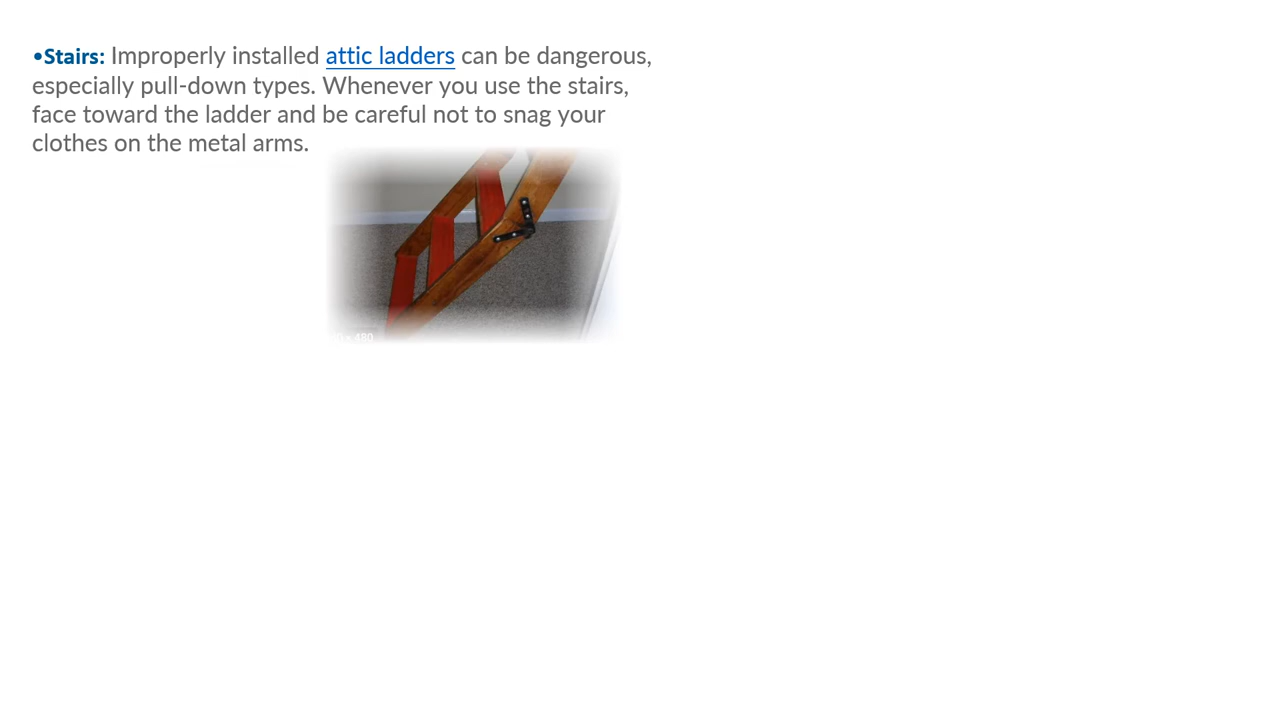 •Stairs: Improperly installed attic ladders can be dangerous,
especially pull-down types. Whenever you use the stairs,
face toward the ladder and be careful not to snag your
clothes on the metal arms.
480